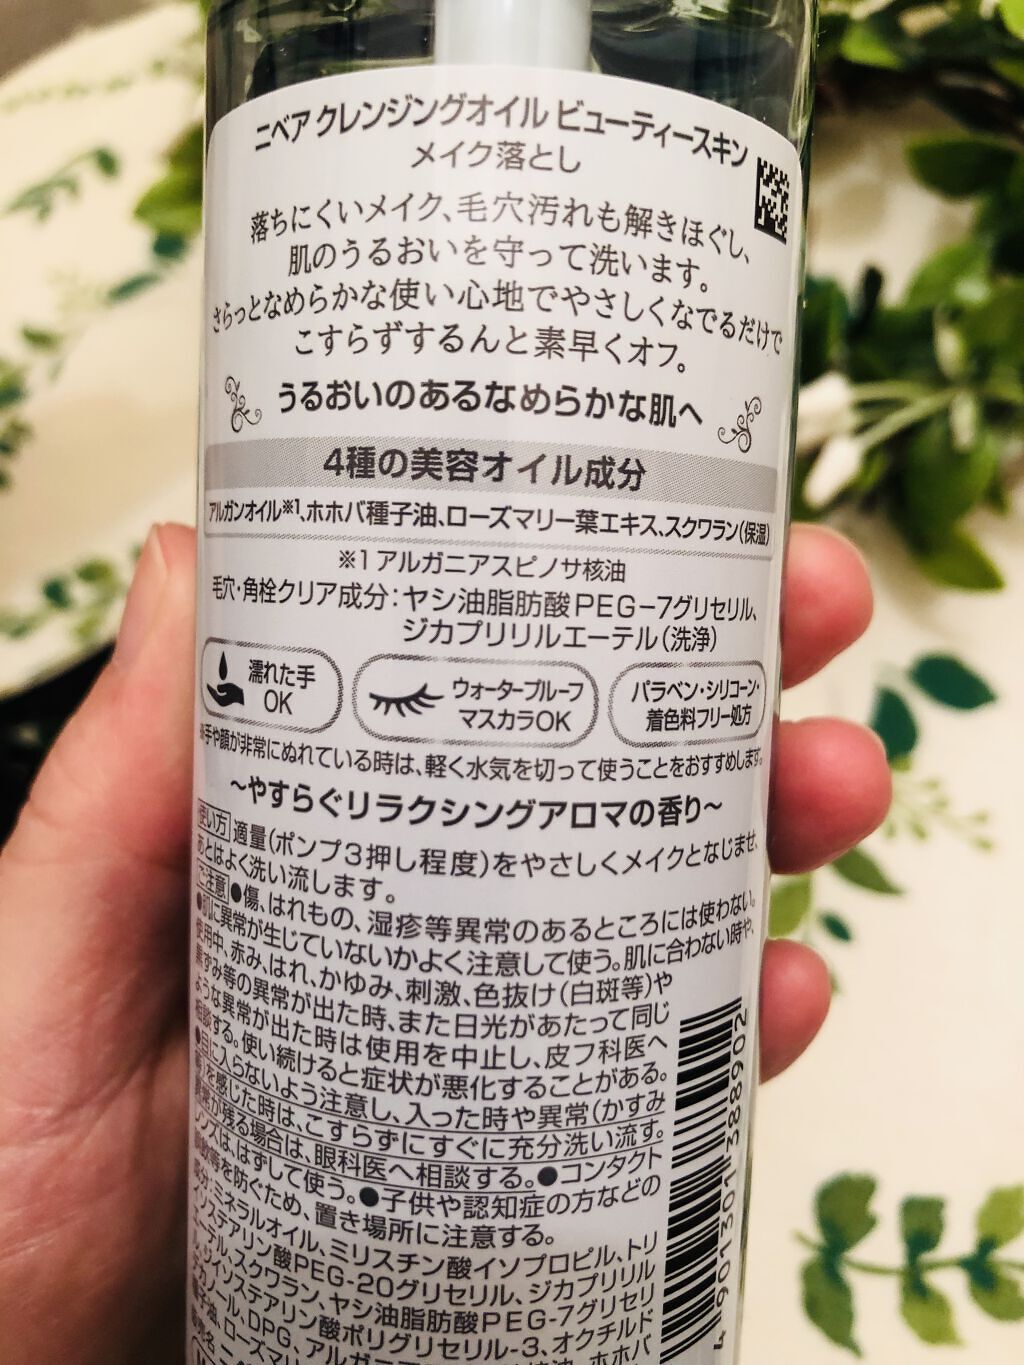 ニベア クレンジングオイル ビューティースキン
メイク落とし
落ちにくいメイク、毛穴汚れも解きほぐし、
肌のうるおいを守って洗います。
さらっとなめらかな使い心地でやさしくなでるだけで
こすらずするんと素早くオフ。
うるおいのあるなめらかな肌へ
4種の美容オイル成分
アルガンオイル※1、ホホバ種子油、ローズマリー葉エキス、スクワラン(保湿)
※1 アルガニアスピノサ核油
毛穴・角栓クリア成分:ヤシ油脂肪酸PEG-7グリセリル、
ジカプリリルエーテル(洗浄)
濡れた手
OK
ウォータープルーフ
マスカラOK
パラベン・シリコーン・
着色料フリー処方
※手や顔が非常にぬれている時は、軽く水気を切って使うことをおすすめします。
〜やすらぐリラクシングアロマの香り〜
使い方 適量(ポンプ3押し程度)をやさしくメイクとなじませ、
あとはよく洗い流します。
ご注意 ●傷、はれもの、湿疹等異常のあるところには使わない。
●肌に異常が生じていないかよく注意して使う。肌に合わない時や、
使用中、赤み、はれ、かゆみ、刺激、色抜け(白斑等)や
黒ずみ等の異常が出た時、また日光があたって同じ
ような異常が出た時は使用を中止し、皮フ科医へ
相談する。使い続けると症状が悪化することがある。
●目に入らないよう注意し、入った時や異常(かすみ
等)を感じた時は、こすらずにすぐに充分洗い流す。
異常が残る場合は、眼科医へ相談する。●コンタクト
レンズは、はずして使う。●子供や認知症の方などの
誤飲等を防ぐため、置き場所に注意する。
成分:ミネラルオイル、ミリスチン酸イソプロピル、トリ
イソステアリン酸PEG-20グリセリル、ジカプリリル
エーテル、スクワラン、ヤシ油脂肪酸PEG-7グリセリ
ル、ジイソステアリン酸ポリグリセリル-3、オクチルド
デカノール、DPG、アルガニアスピノサ核油、ホホバ
種子油、ローズマリー
4 901301 388902